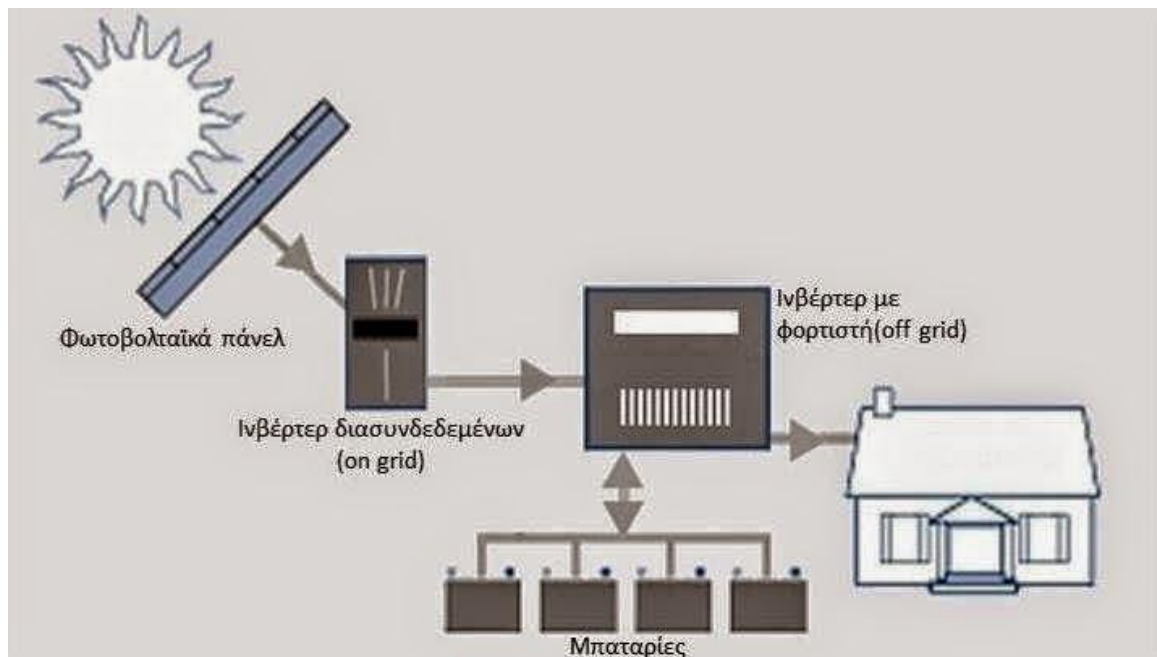 Φωτοβολταϊκά πάνελ
Ινβέρτερ διασυνδεδεμένων
(on grid)
Ινβέρτερ με
φορτιστή(off grid)
Μπαταρίες